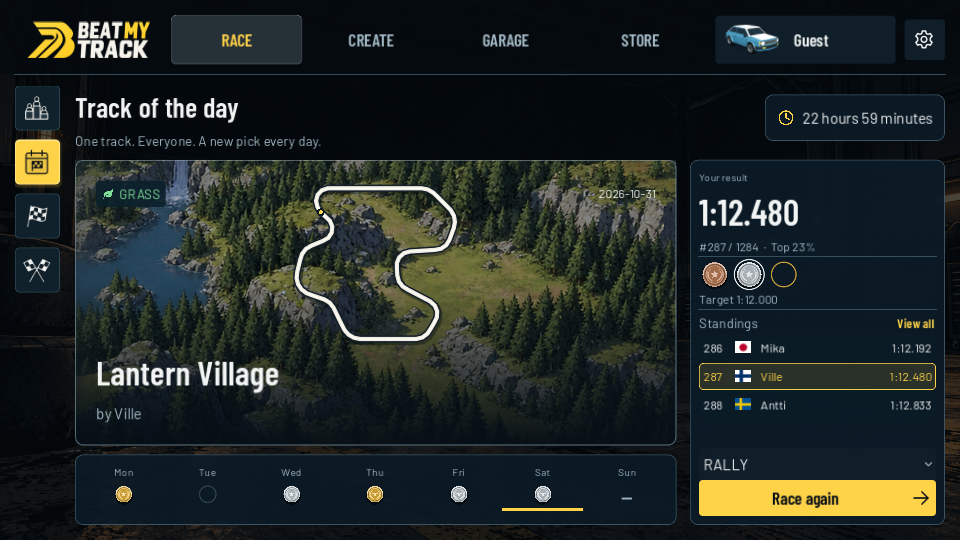 BEAT MY TRACK
RACE
CREATE
GARAGE
STORE
Guest
Track of the day
One track. Everyone. A new pick every day.
22 hours 59 minutes
GRASS
2026-10-31
Lantern Village
by Ville
Mon
Tue
Wed
Thu
Fri
Sat
Sun
–
Your result
1:12.480
#287 / 1284 · Top 23%
Target 1:12.000
Standings View all
286 Mika 1:12.192
287 Ville 1:12.480
288 Antti 1:12.833
RALLY
Race again